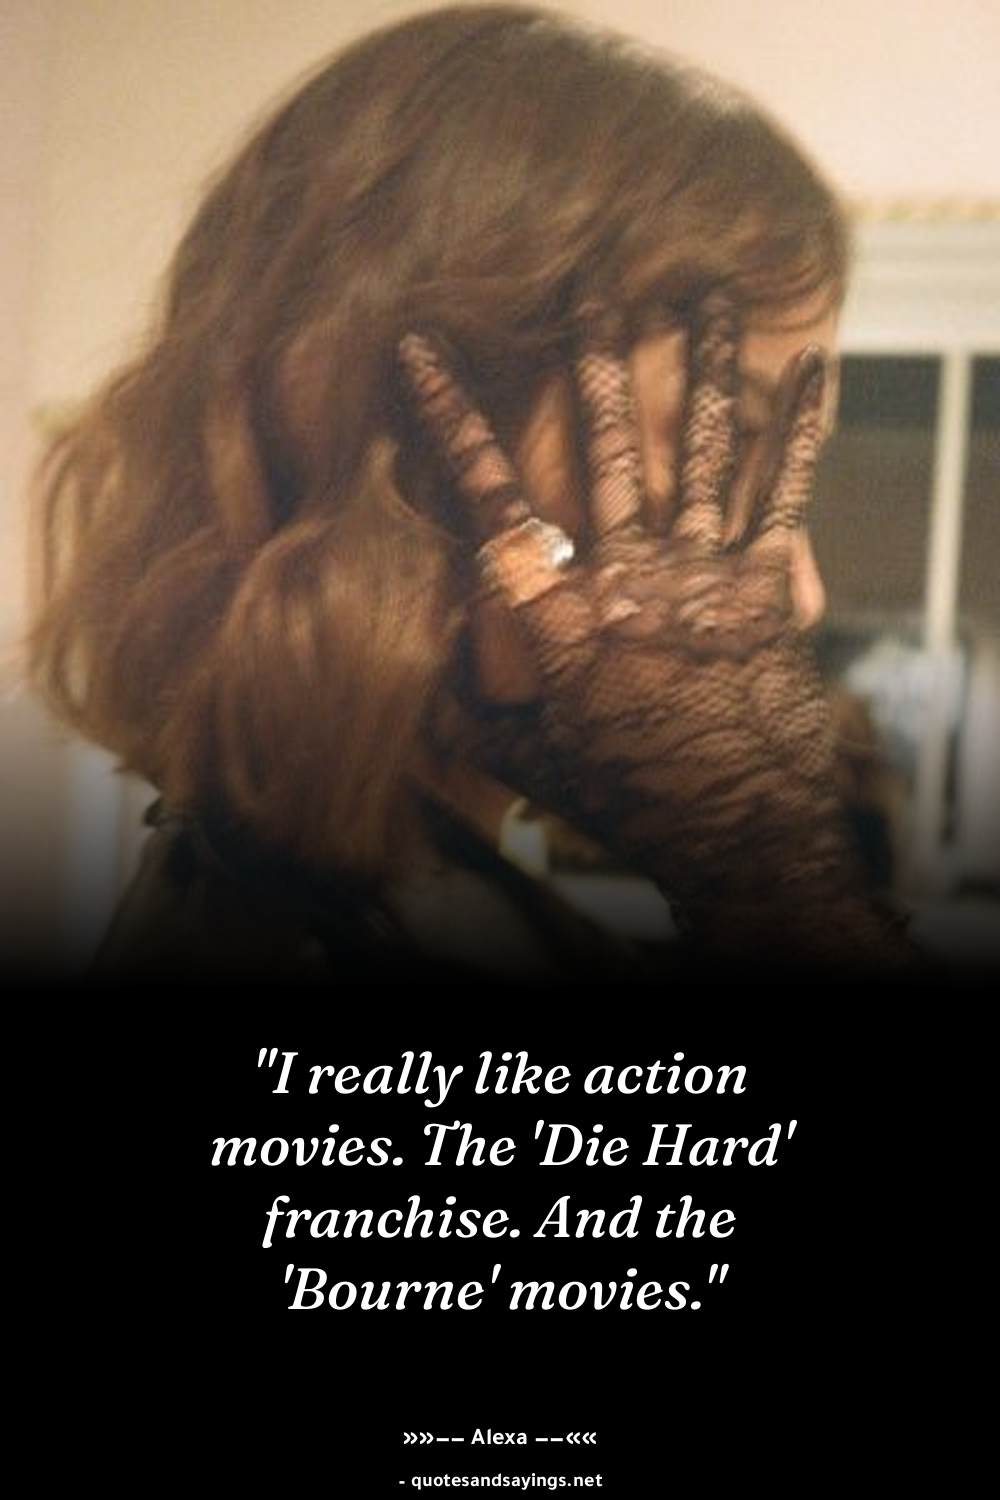 "I really like action
movies. The 'Die Hard'
franchise. And the
'Bourne' movies."
»»−− Alexa −−««
- quotesandsayings.net